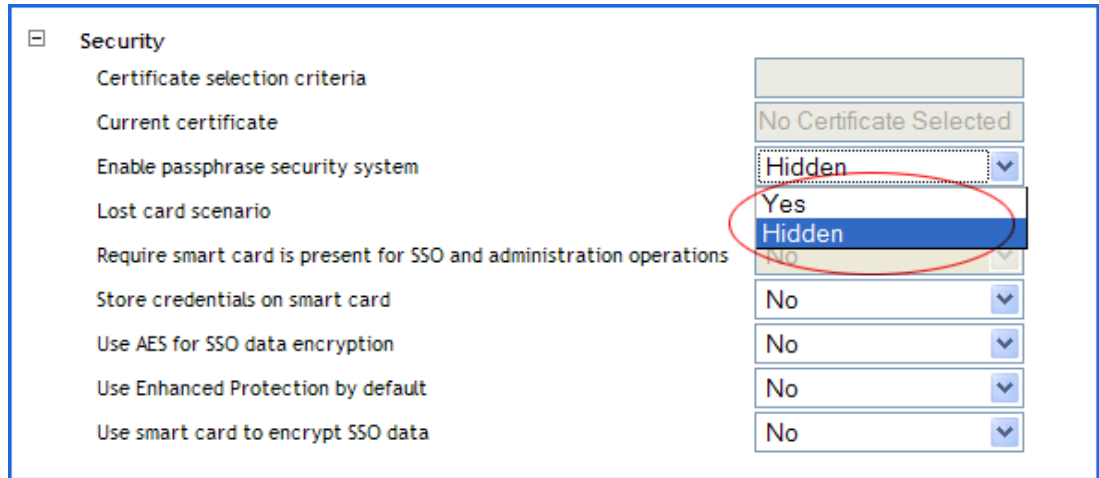 Security
Certificate selection criteria
Current certificate No Certificate Selected
Enable passphrase security system Hidden
Lost card scenario Yes
Hidden
Require smart card is present for SSO and administration operations No
Store credentials on smart card No
Use AES for SSO data encryption No
Use Enhanced Protection by default No
Use smart card to encrypt SSO data No